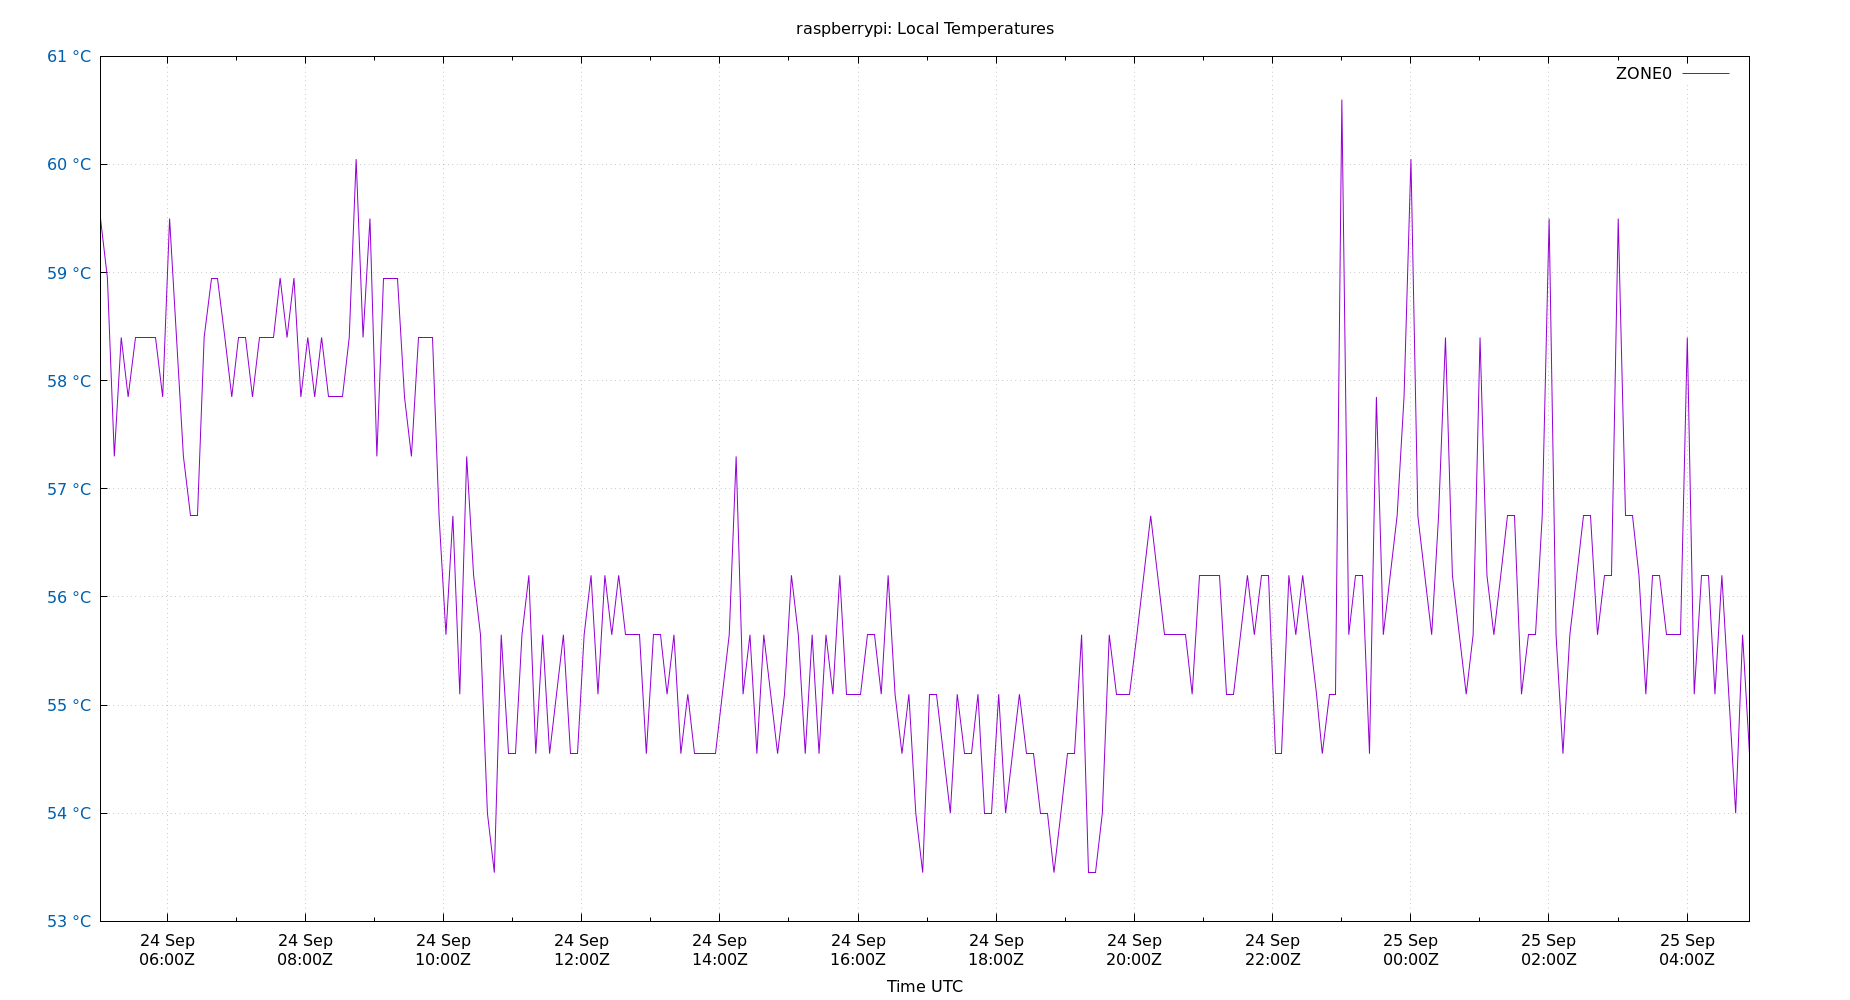 raspberrypi: Local Temperatures
61 °C
ZONE0
60 °C
59 °C
58 °C
57 °C
56 °C
55 °C
54 °C
53 °C
24 Sep 24 Sep 24 Sep 24 Sep 24 Sep 24 Sep 24 Sep 24 Sep 24 Sep 25 Sep 25 Sep 25 Sep
06:00Z 08:00Z 10:00Z 12:00Z 14:00Z 16:00Z 18:00Z 20:00Z 22:00Z 00:00Z 02:00Z 04:00Z
Time UTC